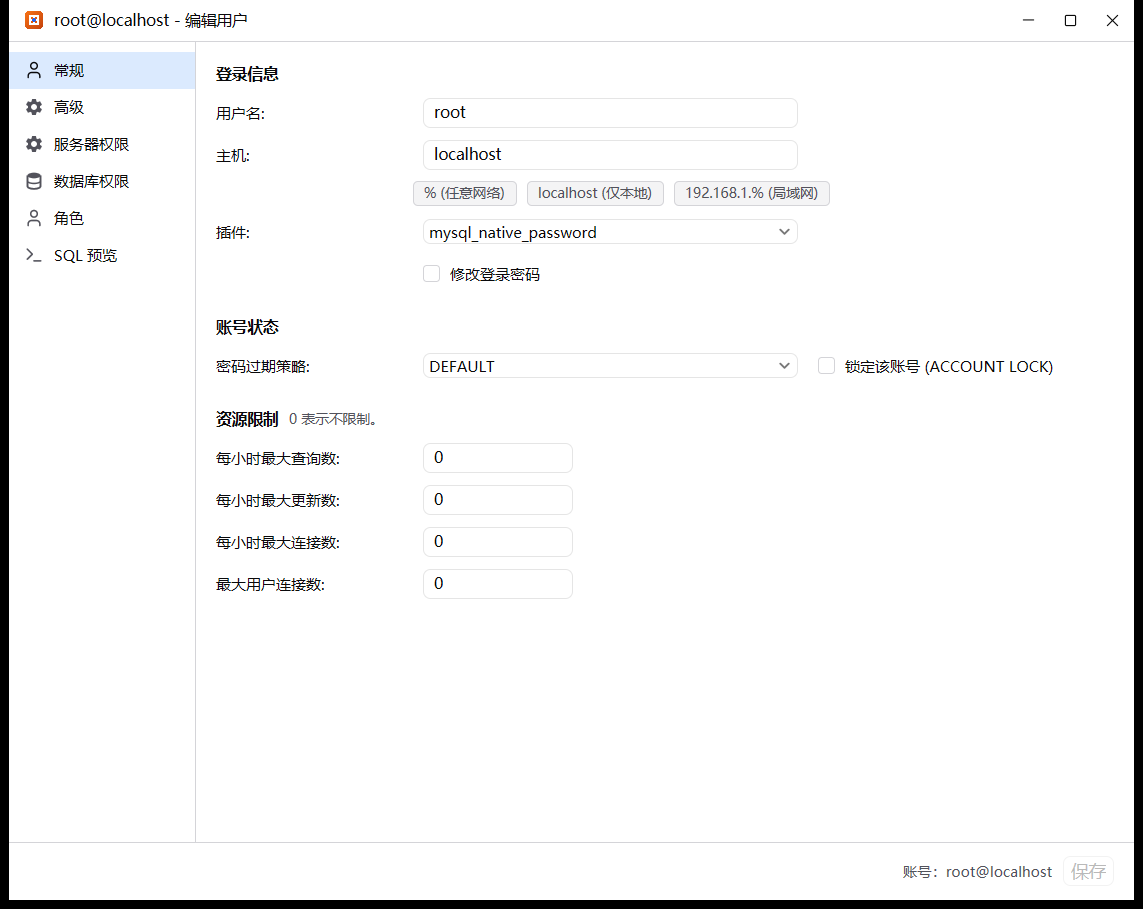 root@localhost - 编辑用户
常规
高级
服务器权限
数据库权限
角色
SQL 预览
登录信息
用户名: root
主机: localhost
% (任意网络) localhost (仅本地) 192.168.1.% (局域网)
插件: mysql_native_password
修改登录密码
账号状态
密码过期策略: DEFAULT 锁定该账号 (ACCOUNT LOCK)
资源限制 0 表示不限制。
每小时最大查询数: 0
每小时最大更新数: 0
每小时最大连接数: 0
最大用户连接数: 0
账号：root@localhost 保存